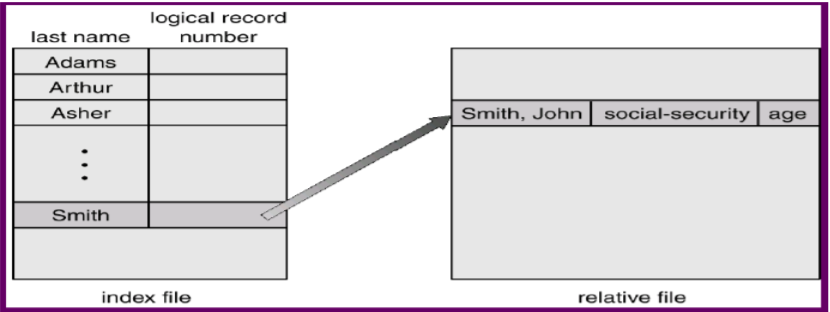 logical record
last name number
Adams
Arthur
Asher
Smith
Smith, John social-security age
index file
relative file